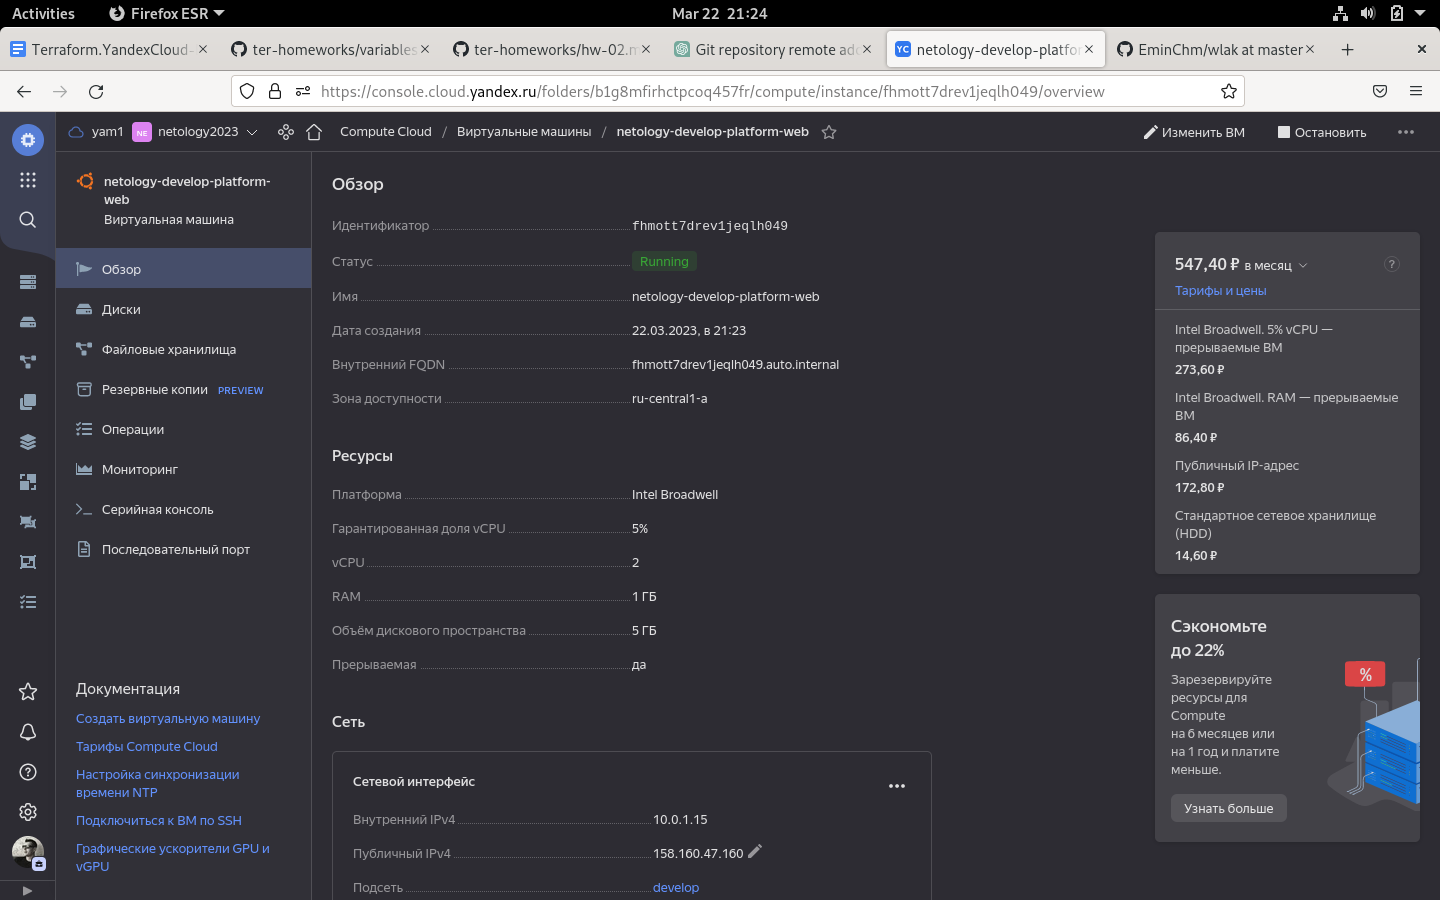 Activities
Firefox ESR
Mar 22 21:24
Terraform.YandexCloud-
ter-homeworks/variables
ter-homeworks/hw-02.m
Git repository remote add
netology-develop-platfor
EminChm/wlak at master
https://console.cloud.yandex.ru/folders/b1g8mfirhctpcoq457fr/compute/instance/fhmott7drev1jeqlh049/overview
yam1
NE
netology2023
Compute Cloud / Виртуальные машины / netology-develop-platform-web
Изменить ВМ
Остановить
netology-develop-platform-
web
Виртуальная машина
Обзор
Диски
Файловые хранилища
Резервные копии PREVIEW
Операции
Мониторинг
Серийная консоль
Последовательный порт
Документация
Создать виртуальную машину
Тарифы Compute Cloud
Настройка синхронизации
времени NTP
Подключиться к ВМ по SSH
Графические ускорители GPU и
vGPU
Обзор
Идентификатор fhmott7drev1jeqlh049
Статус Running
Имя netology-develop-platform-web
Дата создания 22.03.2023, в 21:23
Внутренний FQDN fhmott7drev1jeqlh049.auto.internal
Зона доступности ru-central1-a
Ресурсы
Платформа Intel Broadwell
Гарантированная доля vCPU 5%
vCPU 2
RAM 1 ГБ
Объём дискового пространства 5 ГБ
Прерываемая да
Сеть
Сетевой интерфейс
Внутренний IPv4 10.0.1.15
Публичный IPv4 158.160.47.160
Подсеть develop
547,40 ₽ в месяц
?
Тарифы и цены
Intel Broadwell. 5% vCPU —
прерываемые ВМ
273,60 ₽
Intel Broadwell. RAM — прерываемые
ВМ
86,40 ₽
Публичный IP-адрес
172,80 ₽
Стандартное сетевое хранилище
(HDD)
14,60 ₽
Сэкономьте
до 22%
%
Зарезервируйте
ресурсы для
Compute
на 6 месяцев или
на 1 год и платите
меньше.
Узнать больше